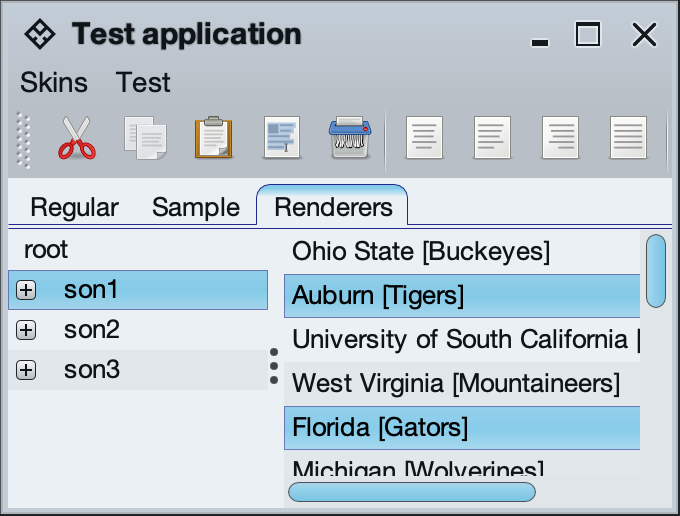 Test application
Skins Test
Regular Sample Renderers
root
son1
son2
son3
Ohio State [Buckeyes]
Auburn [Tigers]
University of South California [
West Virginia [Mountaineers]
Florida [Gators]
Michigan [Wolverines]